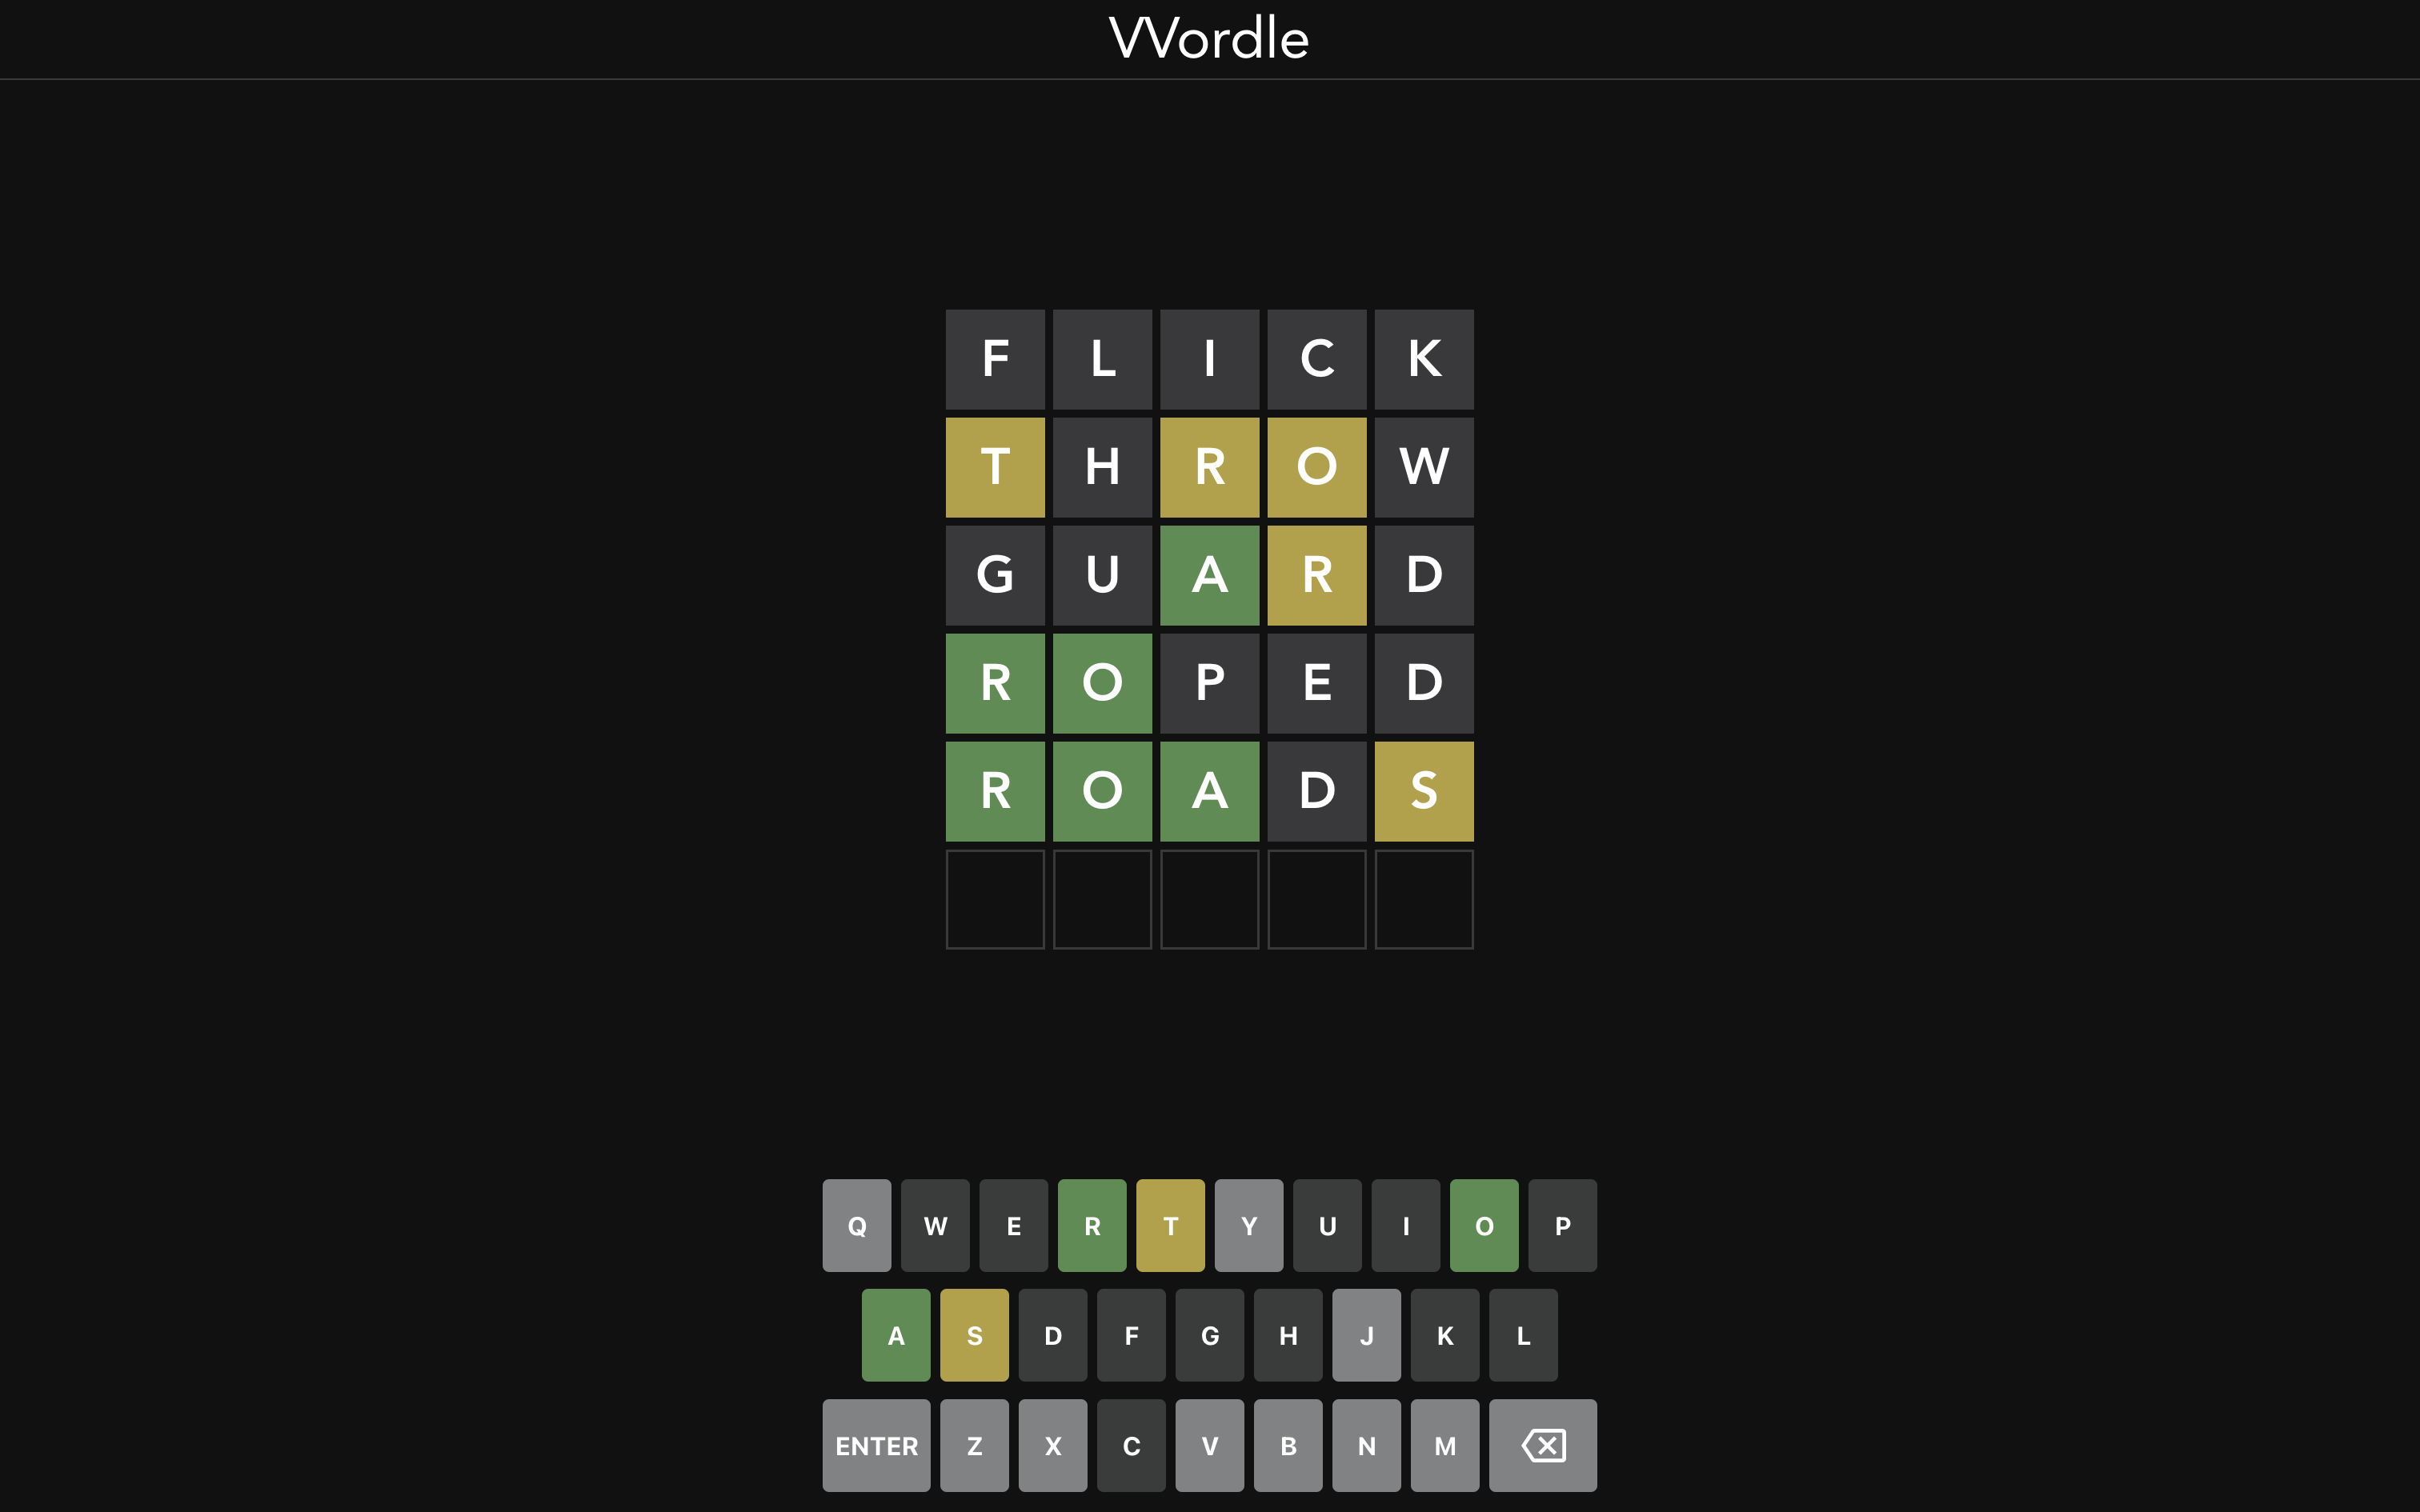 Wordle
F L I C K
T H R O W
G U A R D
R O P E D
R O A D S
Q W E R T Y U I O P
A S D F G H J K L
ENTER Z X C V B N M